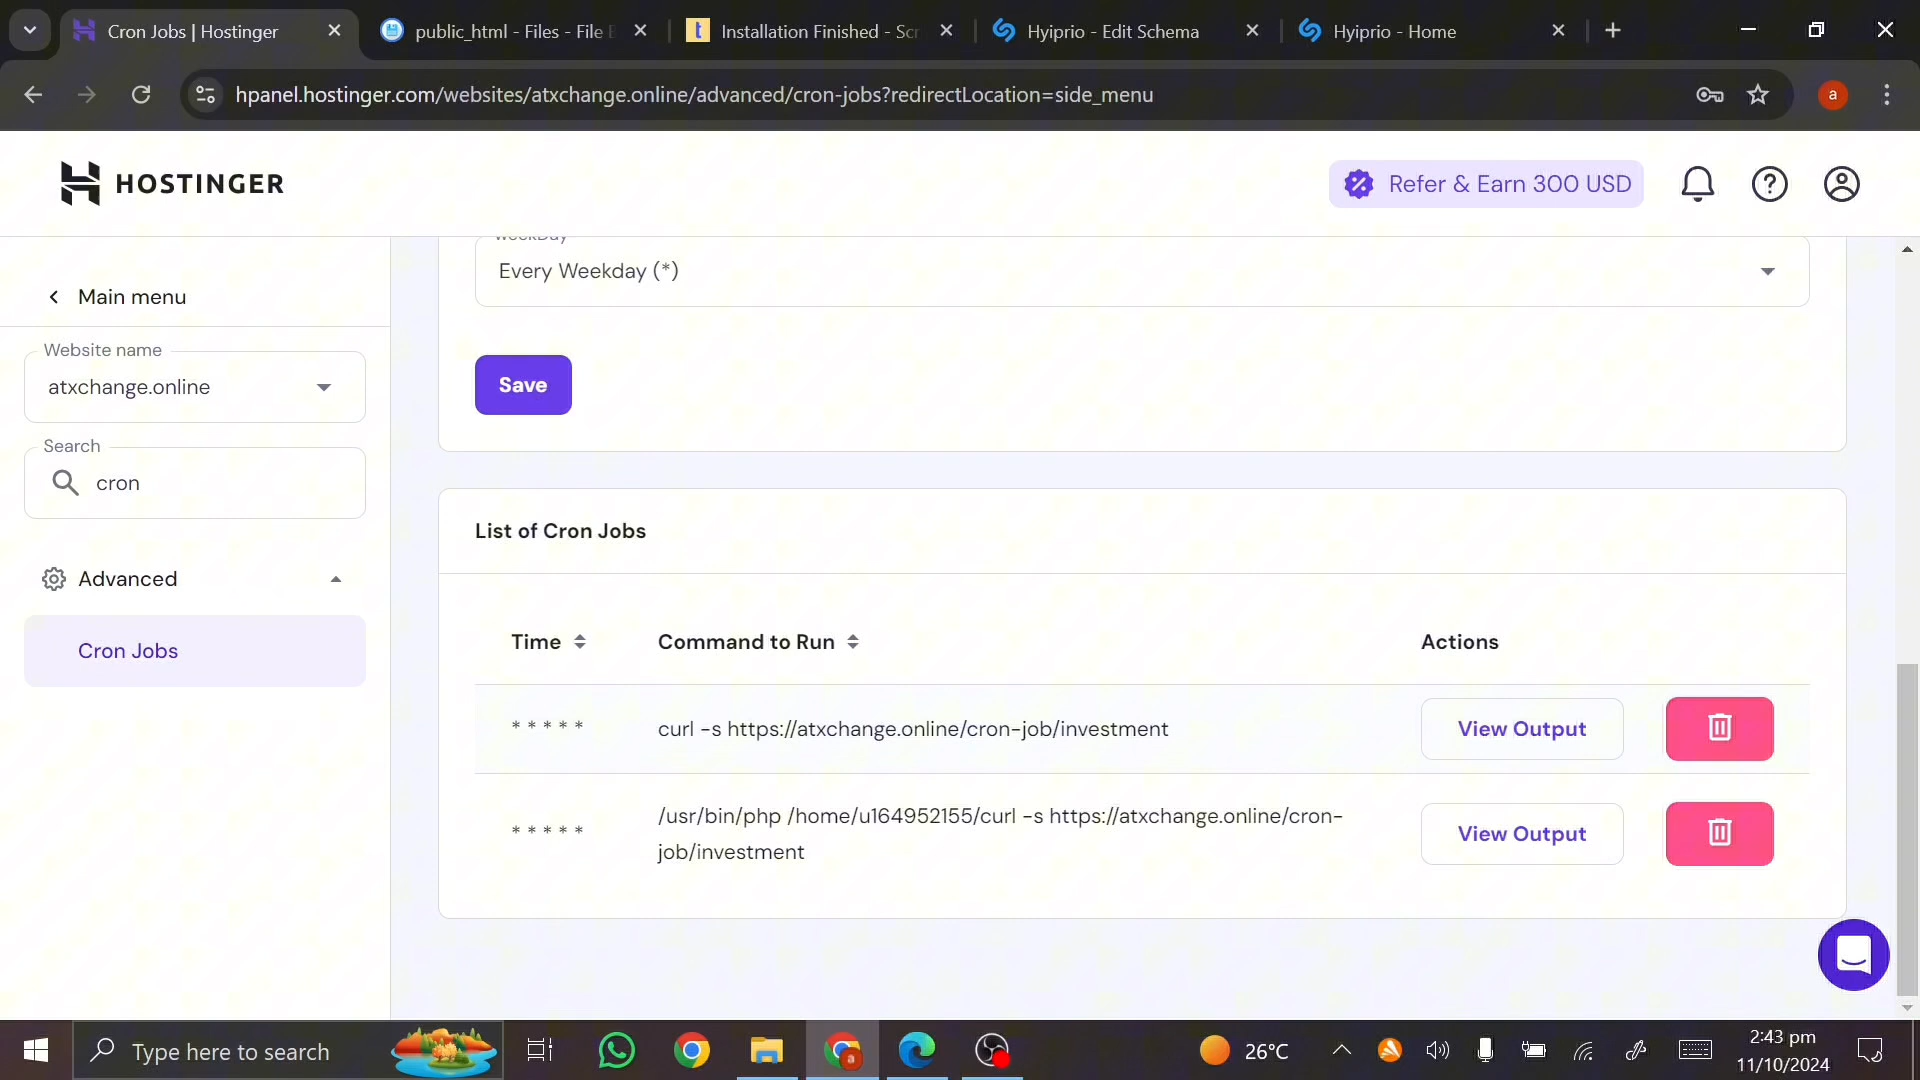 Cron Jobs | Hostinger
public_html - Files - File
Installation Finished - Scr
Hyiprio - Edit Schema
Hyiprio - Home
hpanel.hostinger.com/websites/atxchange.online/advanced/cron-jobs?redirectLocation=side_menu
a
HOSTINGER
Refer & Earn 300 USD
WeekDay
Every Weekday (*)
Main menu
Website name
atxchange.online
Save
Search
cron
List of Cron Jobs
Advanced
Cron Jobs
Time
Command to Run
Actions
* * * * *
curl -s https://atxchange.online/cron-job/investment
View Output
* * * * *
/usr/bin/php /home/u164952155/curl -s https://atxchange.online/cron-
job/investment
View Output
Type here to search
a
26°C
2:43 pm
11/10/2024